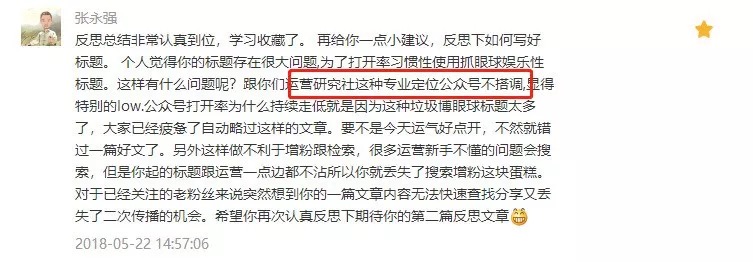 张永强
反思总结非常认真到位，学习收藏了。 再给你一点小建议，反思下如何写好
标题。 个人觉得你的标题存在很大问题,为了打开率习惯性使用抓眼球娱乐性
标题。这样有什么问题呢？跟你们运营研究社这种专业定位公众号不搭调,显得
特别的low.公众号打开率为什么持续走低就是因为这种垃圾博眼球标题太多
了，大家已经疲备了自动略过这样的文章。要不是今天运气好点开，不然就错
过一篇好文了。另外这样做不利于增粉跟检索，很多运营新手不懂的问题会搜
索，但是你起的标题跟运营一点边都不沾所以你就丢失了搜索增粉这块蛋糕。
对于已经关注的老粉丝来说突然想到你的一篇文章内容无法快速查找分享又丢
失了二次传播的机会。希望你再次认真反思下期待你的第二篇反思文章😁
2018-05-22 14:57:06